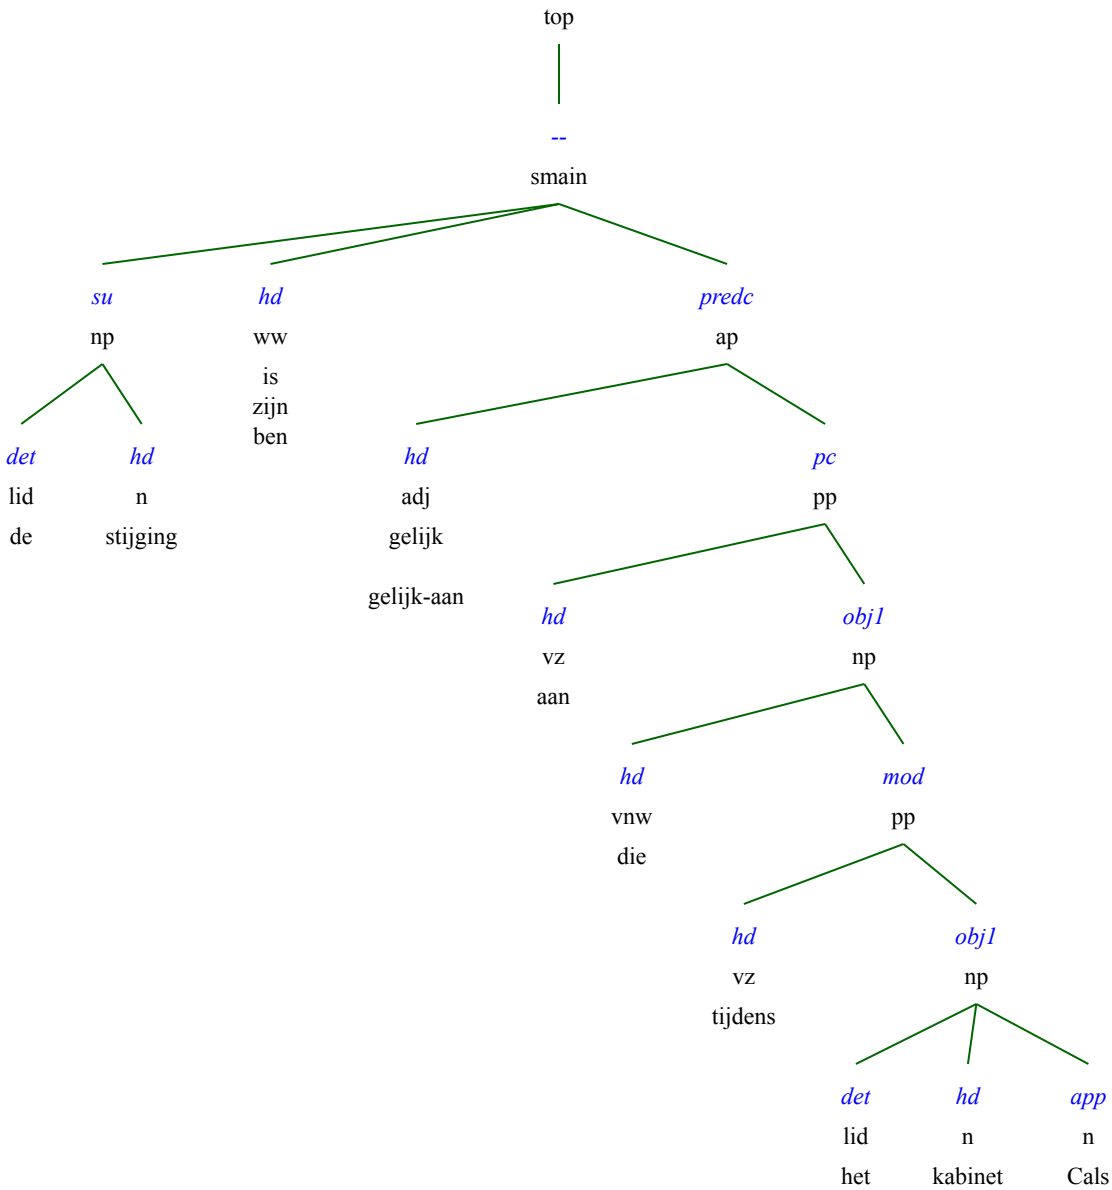 top
--
smain
su hd predc
np ww ap
is
zijn
ben
det hd hd pc
lid n adj pp
de stijging gelijk
gelijk-aan
hd obj1
vz np
aan
hd mod
vnw pp
die
hd obj1
vz np
tijdens
det hd app
lid n n
het kabinet Cals